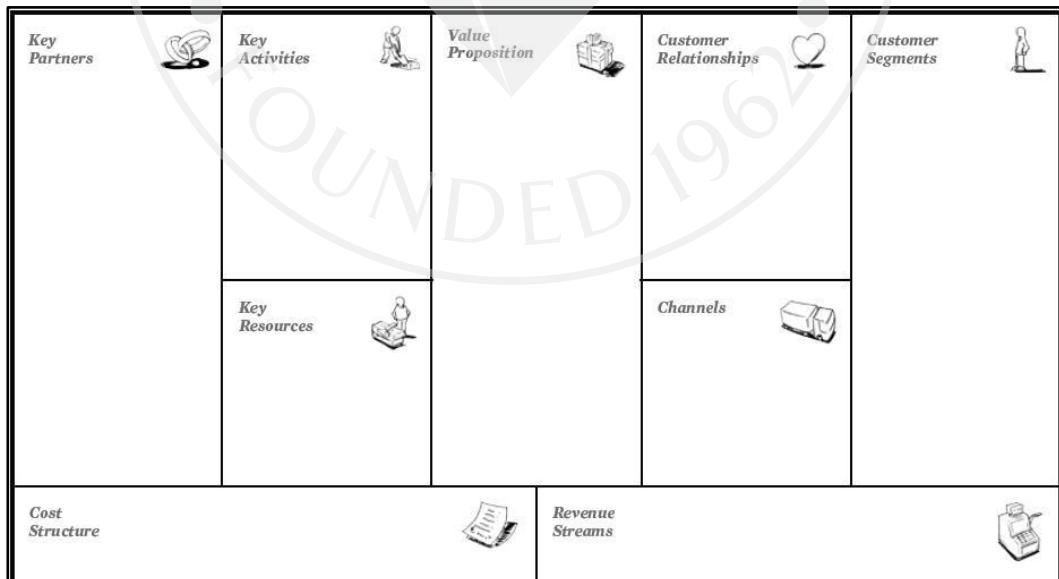 Key
Partners
Key
Activities
Value
Proposition
Customer
Relationships
Customer
Segments
Key
Resources
Channels
Cost
Structure
Revenue
Streams
FOUNDED 1962